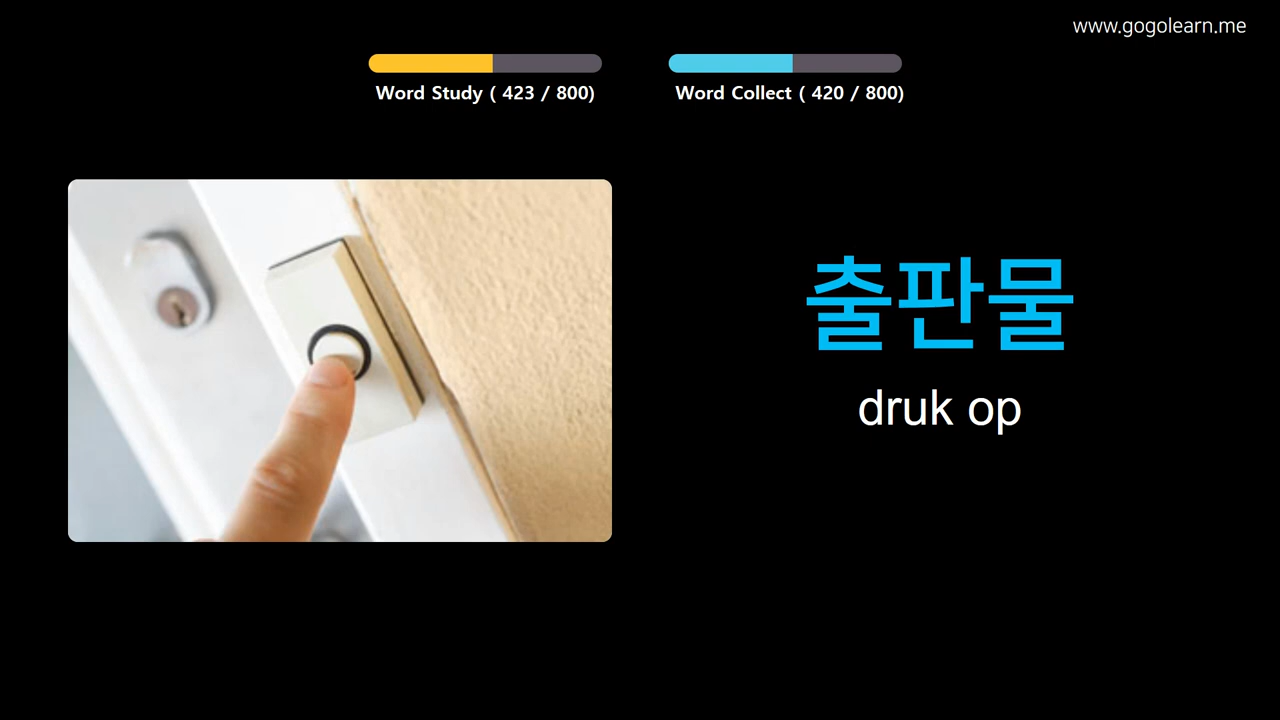 www.gogolearn.me
Word Study ( 423 / 800)
Word Collect ( 420 / 800)
출판물
druk op